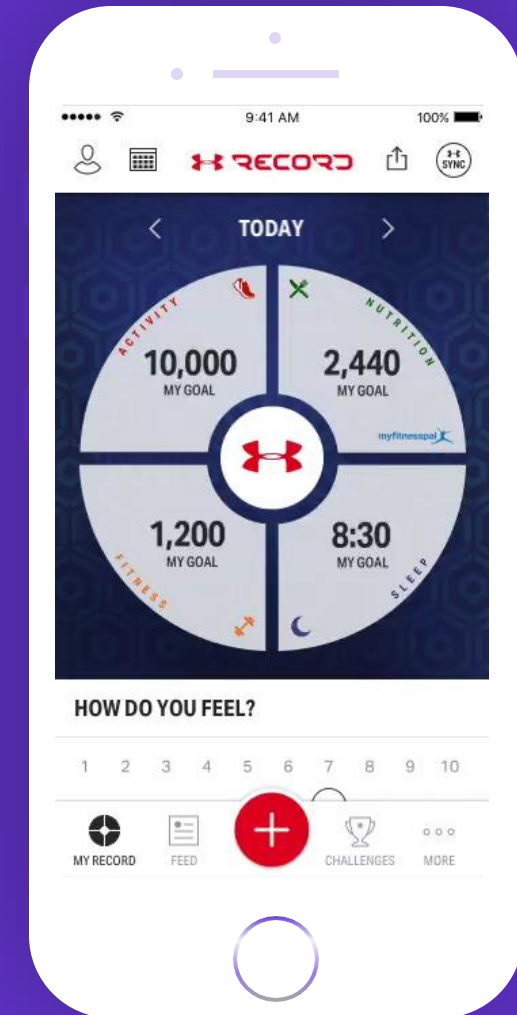 9:41 AM 100%
RECORD SYNC
TODAY
ACTIVITY NUTRITION
10,000 2,440
MY GOAL MY GOAL
myfitnesspal
1,200 8:30
MY GOAL MY GOAL
FITNESS SLEEP
HOW DO YOU FEEL?
1 2 3 4 5 6 7 8 9 10
MY RECORD FEED CHALLENGES MORE